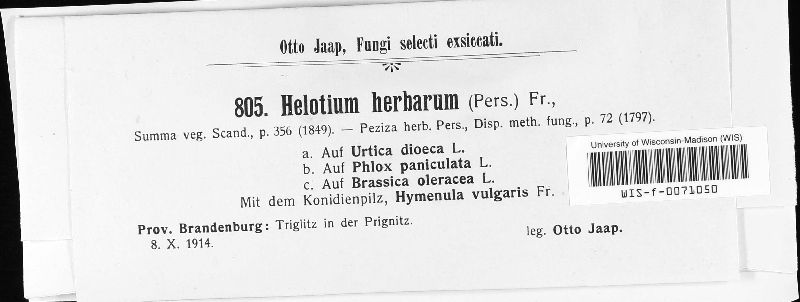 Otto Jaap, Fungi selecti exsiccati.
805. Helotium herbarum (Pers.) Fr.,
Summa veg. Scand., p. 356 (1849). — Peziza herb. Pers., Disp. meth. fung., p. 72 (1797).
a. Auf Urtica dioeca L.
b. Auf Phlox paniculata L.
c. Auf Brassica oleracea L.
Mit dem Konidienpilz, Hymenula vulgaris Fr.
Prov. Brandenburg: Triglitz in der Prignitz.
8. X. 1914.
leg. Otto Jaap.
University of Wisconsin-Madison (WIS)
WIS-f-0071050